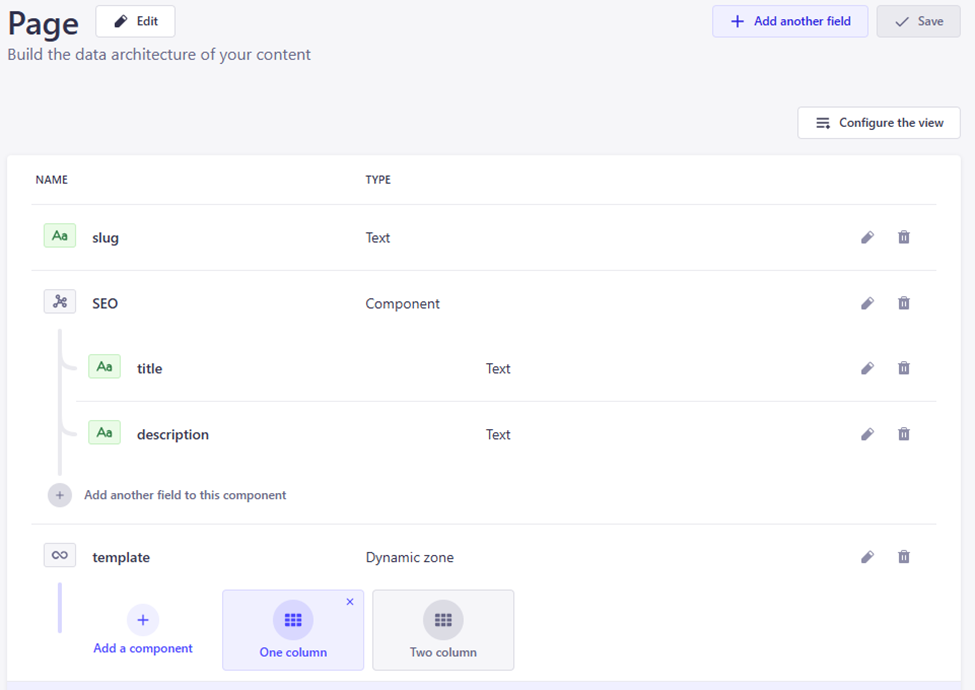 Page Edit Add another field Save
Build the data architecture of your content
Configure the view
NAME TYPE
Aa slug Text
SEO Component
Aa title Text
Aa description Text
Add another field to this component
template Dynamic zone
Add a component One column Two column